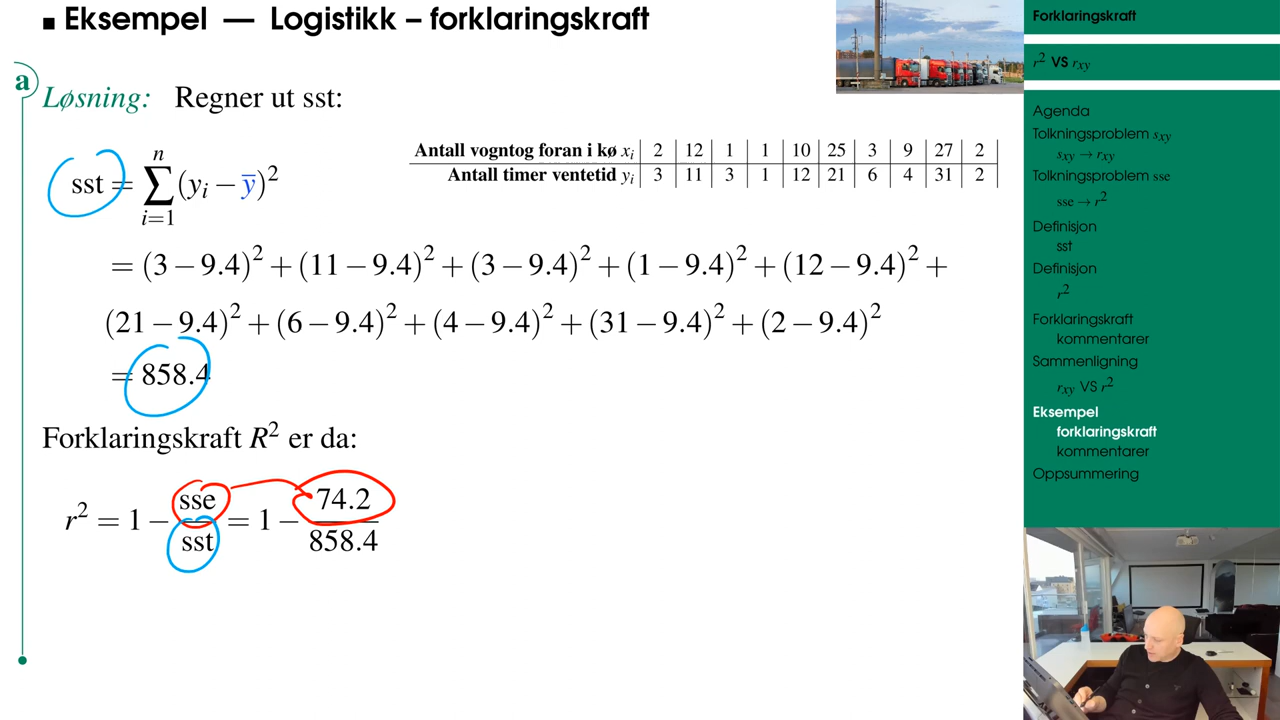 Eksempel — Logistikk – forklaringskraft
a
Løsning: Regner ut sst:
Antall vogntog foran i kø xᵢ 2 12 1 1 10 25 3 9 27 2
Antall timer ventetid yᵢ 3 11 3 1 12 21 6 4 31 2
sst = ∑ⁿᵢ₌₁ (yᵢ − y̅)²
= (3 − 9.4)² + (11 − 9.4)² + (3 − 9.4)² + (1 − 9.4)² + (12 − 9.4)² +
(21 − 9.4)² + (6 − 9.4)² + (4 − 9.4)² + (31 − 9.4)² + (2 − 9.4)²
= 858.4
Forklaringskraft R² er da:
r² = 1 − sse/sst = 1 − 74.2/858.4
Forklaringskraft
r² VS rxy
Agenda
Tolkningsproblem sxy
sxy → rxy
Tolkningsproblem sse
sse → r²
Definisjon
sst
Definisjon
r²
Forklaringskraft
kommentarer
Sammenligning
rxy VS r²
Eksempel
forklaringskraft
kommentarer
Oppsummering